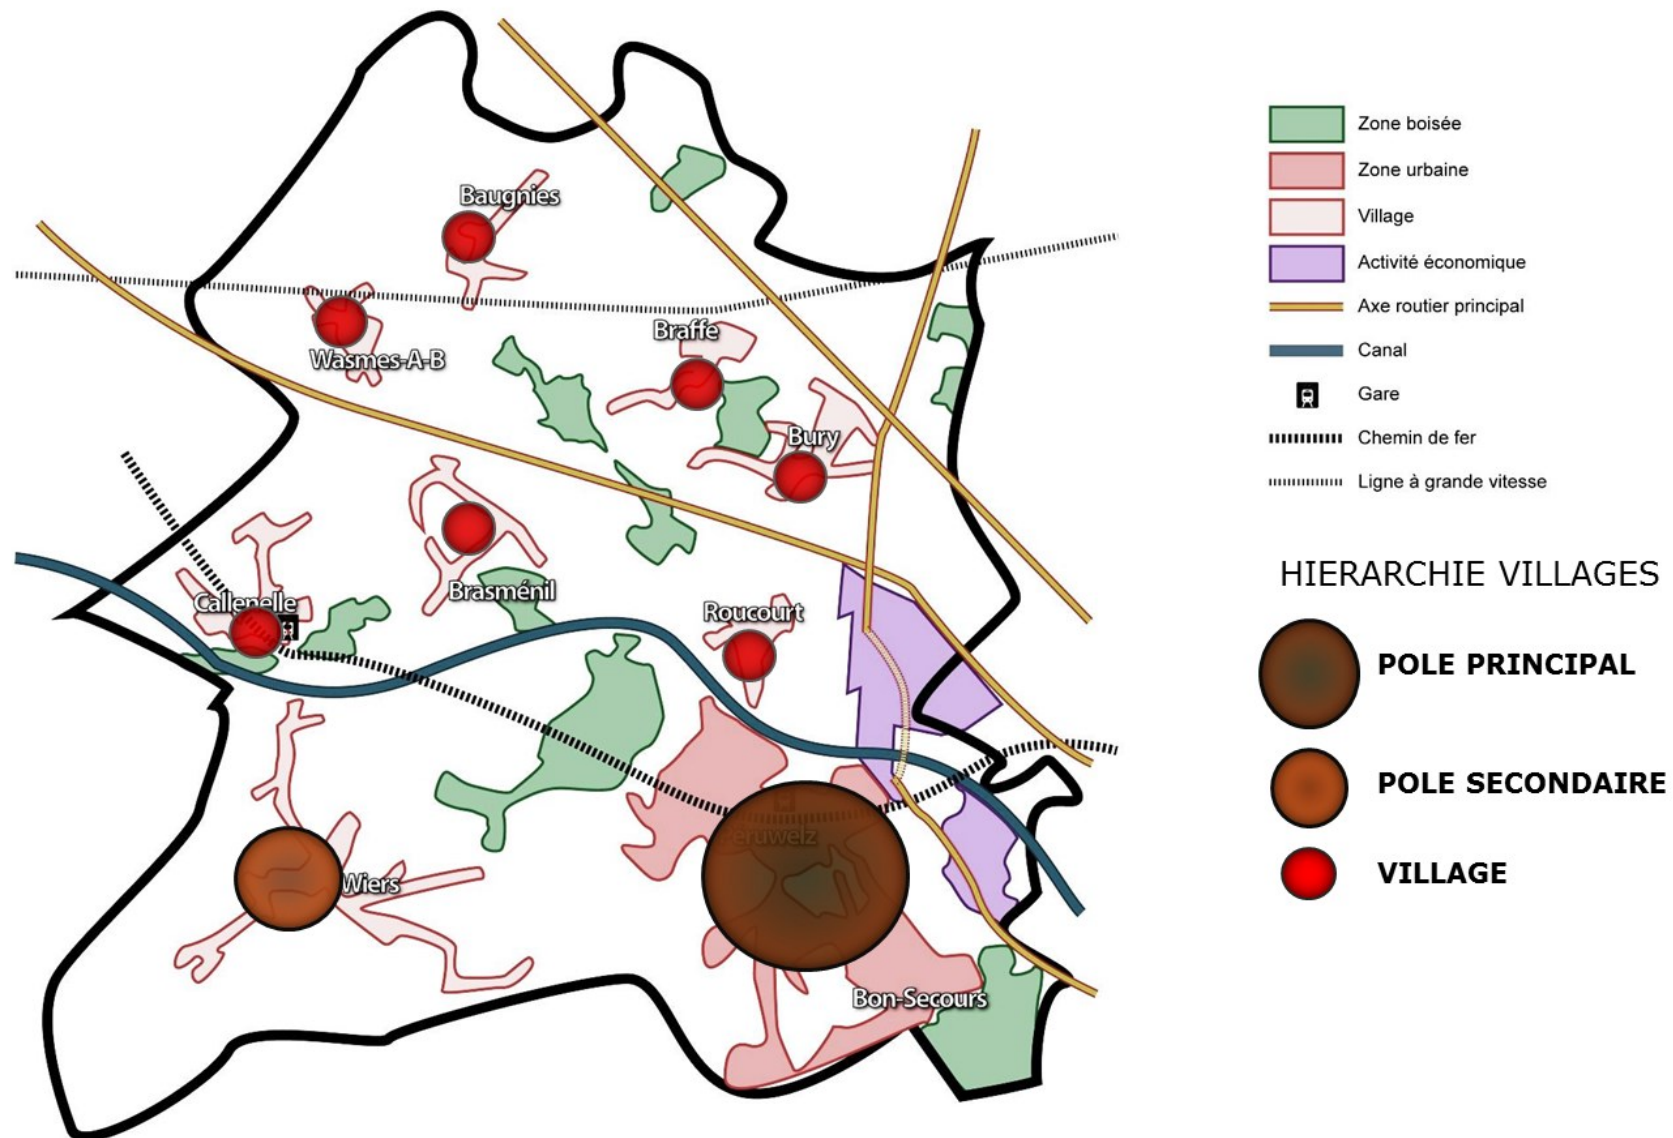 Baugnies
Wasmes-A-B
Braffe
Bury
Brasménil
Callenelle
Roucourt
Peruwelz
Wiers
Bon-Secours
Zone boisée
Zone urbaine
Village
Activité économique
Axe routier principal
Canal
Gare
Chemin de fer
Ligne à grande vitesse
HIERARCHIE VILLAGES
POLE PRINCIPAL
POLE SECONDAIRE
VILLAGE